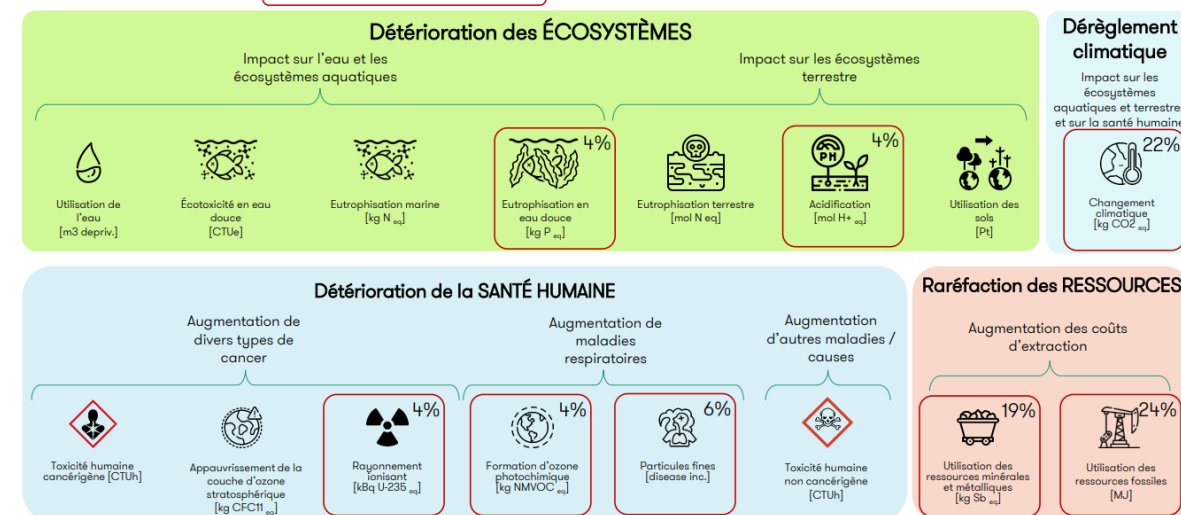 Détérioration des ÉCOSYSTÈMES
Impact sur l'eau et les
écosystèmes aquatiques
Impact sur les écosystèmes
terrestre
Utilisation de
l'eau
[m3 depriv.]
Écotoxicité en eau
douce
[CTUe]
Eutrophisation marine
[kg N eq]
4%
Eutrophisation en
eau douce
[kg P eq]
Eutrophisation terrestre
[mol N eq]
PH
4%
Acidification
[mol H+ eq]
Utilisation des
sols
[Pt]
Dérèglement
climatique
Impact sur les
écosystèmes
aquatiques et terrestres
et sur la santé humaine
22%
Changement
climatique
[kg CO2 eq]
Détérioration de la SANTÉ HUMAINE
Augmentation de
divers types de
cancer
Augmentation de
maladies
respiratoires
Augmentation
d'autres maladies /
causes
Toxicité humaine
cancérigène [CTUh]
Appauvrissement de la
couche d'ozone
stratosphérique
[kg CFC11 eq]
4%
Rayonnement
ionisant
[kBq U-235 eq]
4%
Formation d'ozone
photochimique
[kg NMVOC eq]
6%
Particules fines
[disease inc.]
Toxicité humaine
non cancérigène
[CTUh]
Raréfaction des RESSOURCES
Augmentation des coûts
d'extraction
19%
Utilisation des
ressources minérales
et métalliques
[kg Sb eq]
24%
Utilisation des
ressources fossiles
[MJ]